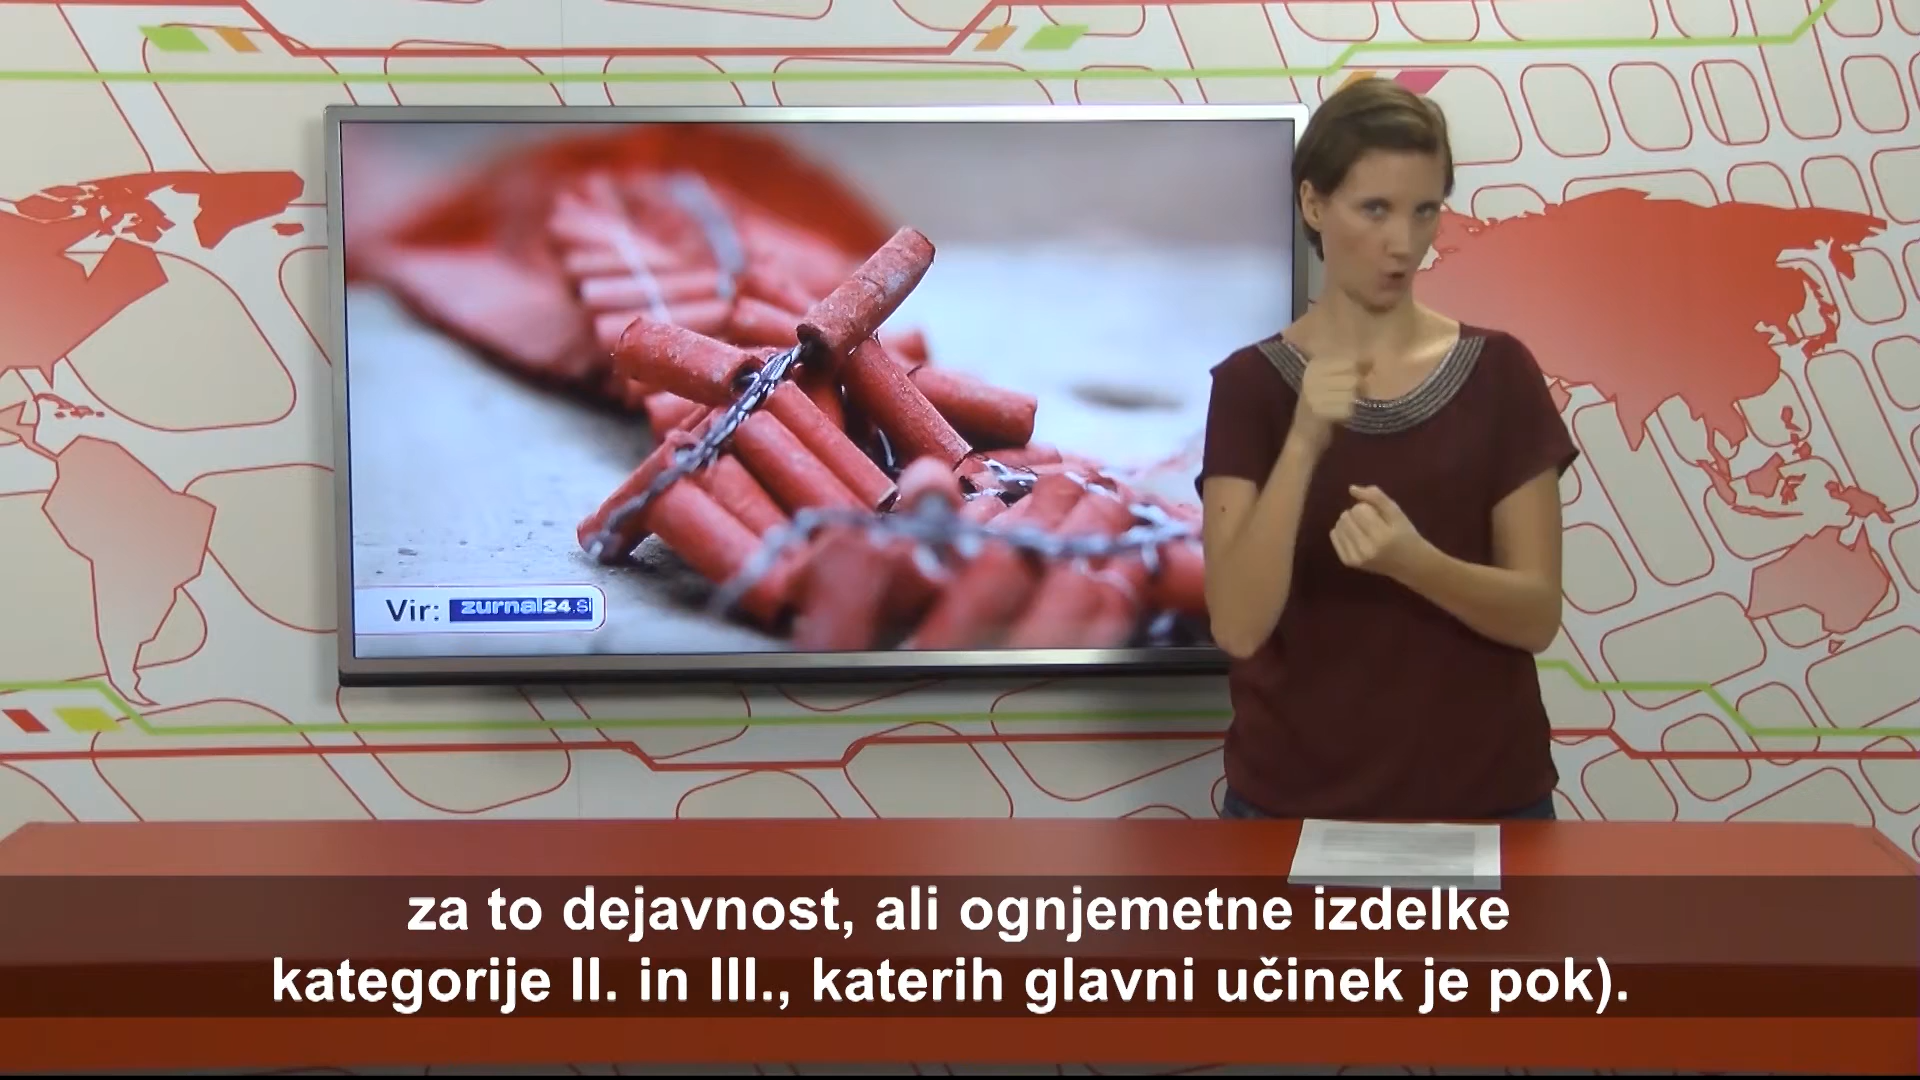 Vir: zurnal24.si
za to dejavnost, ali ognjemetne izdelke
kategorije II. in III., katerih glavni učinek je pok).